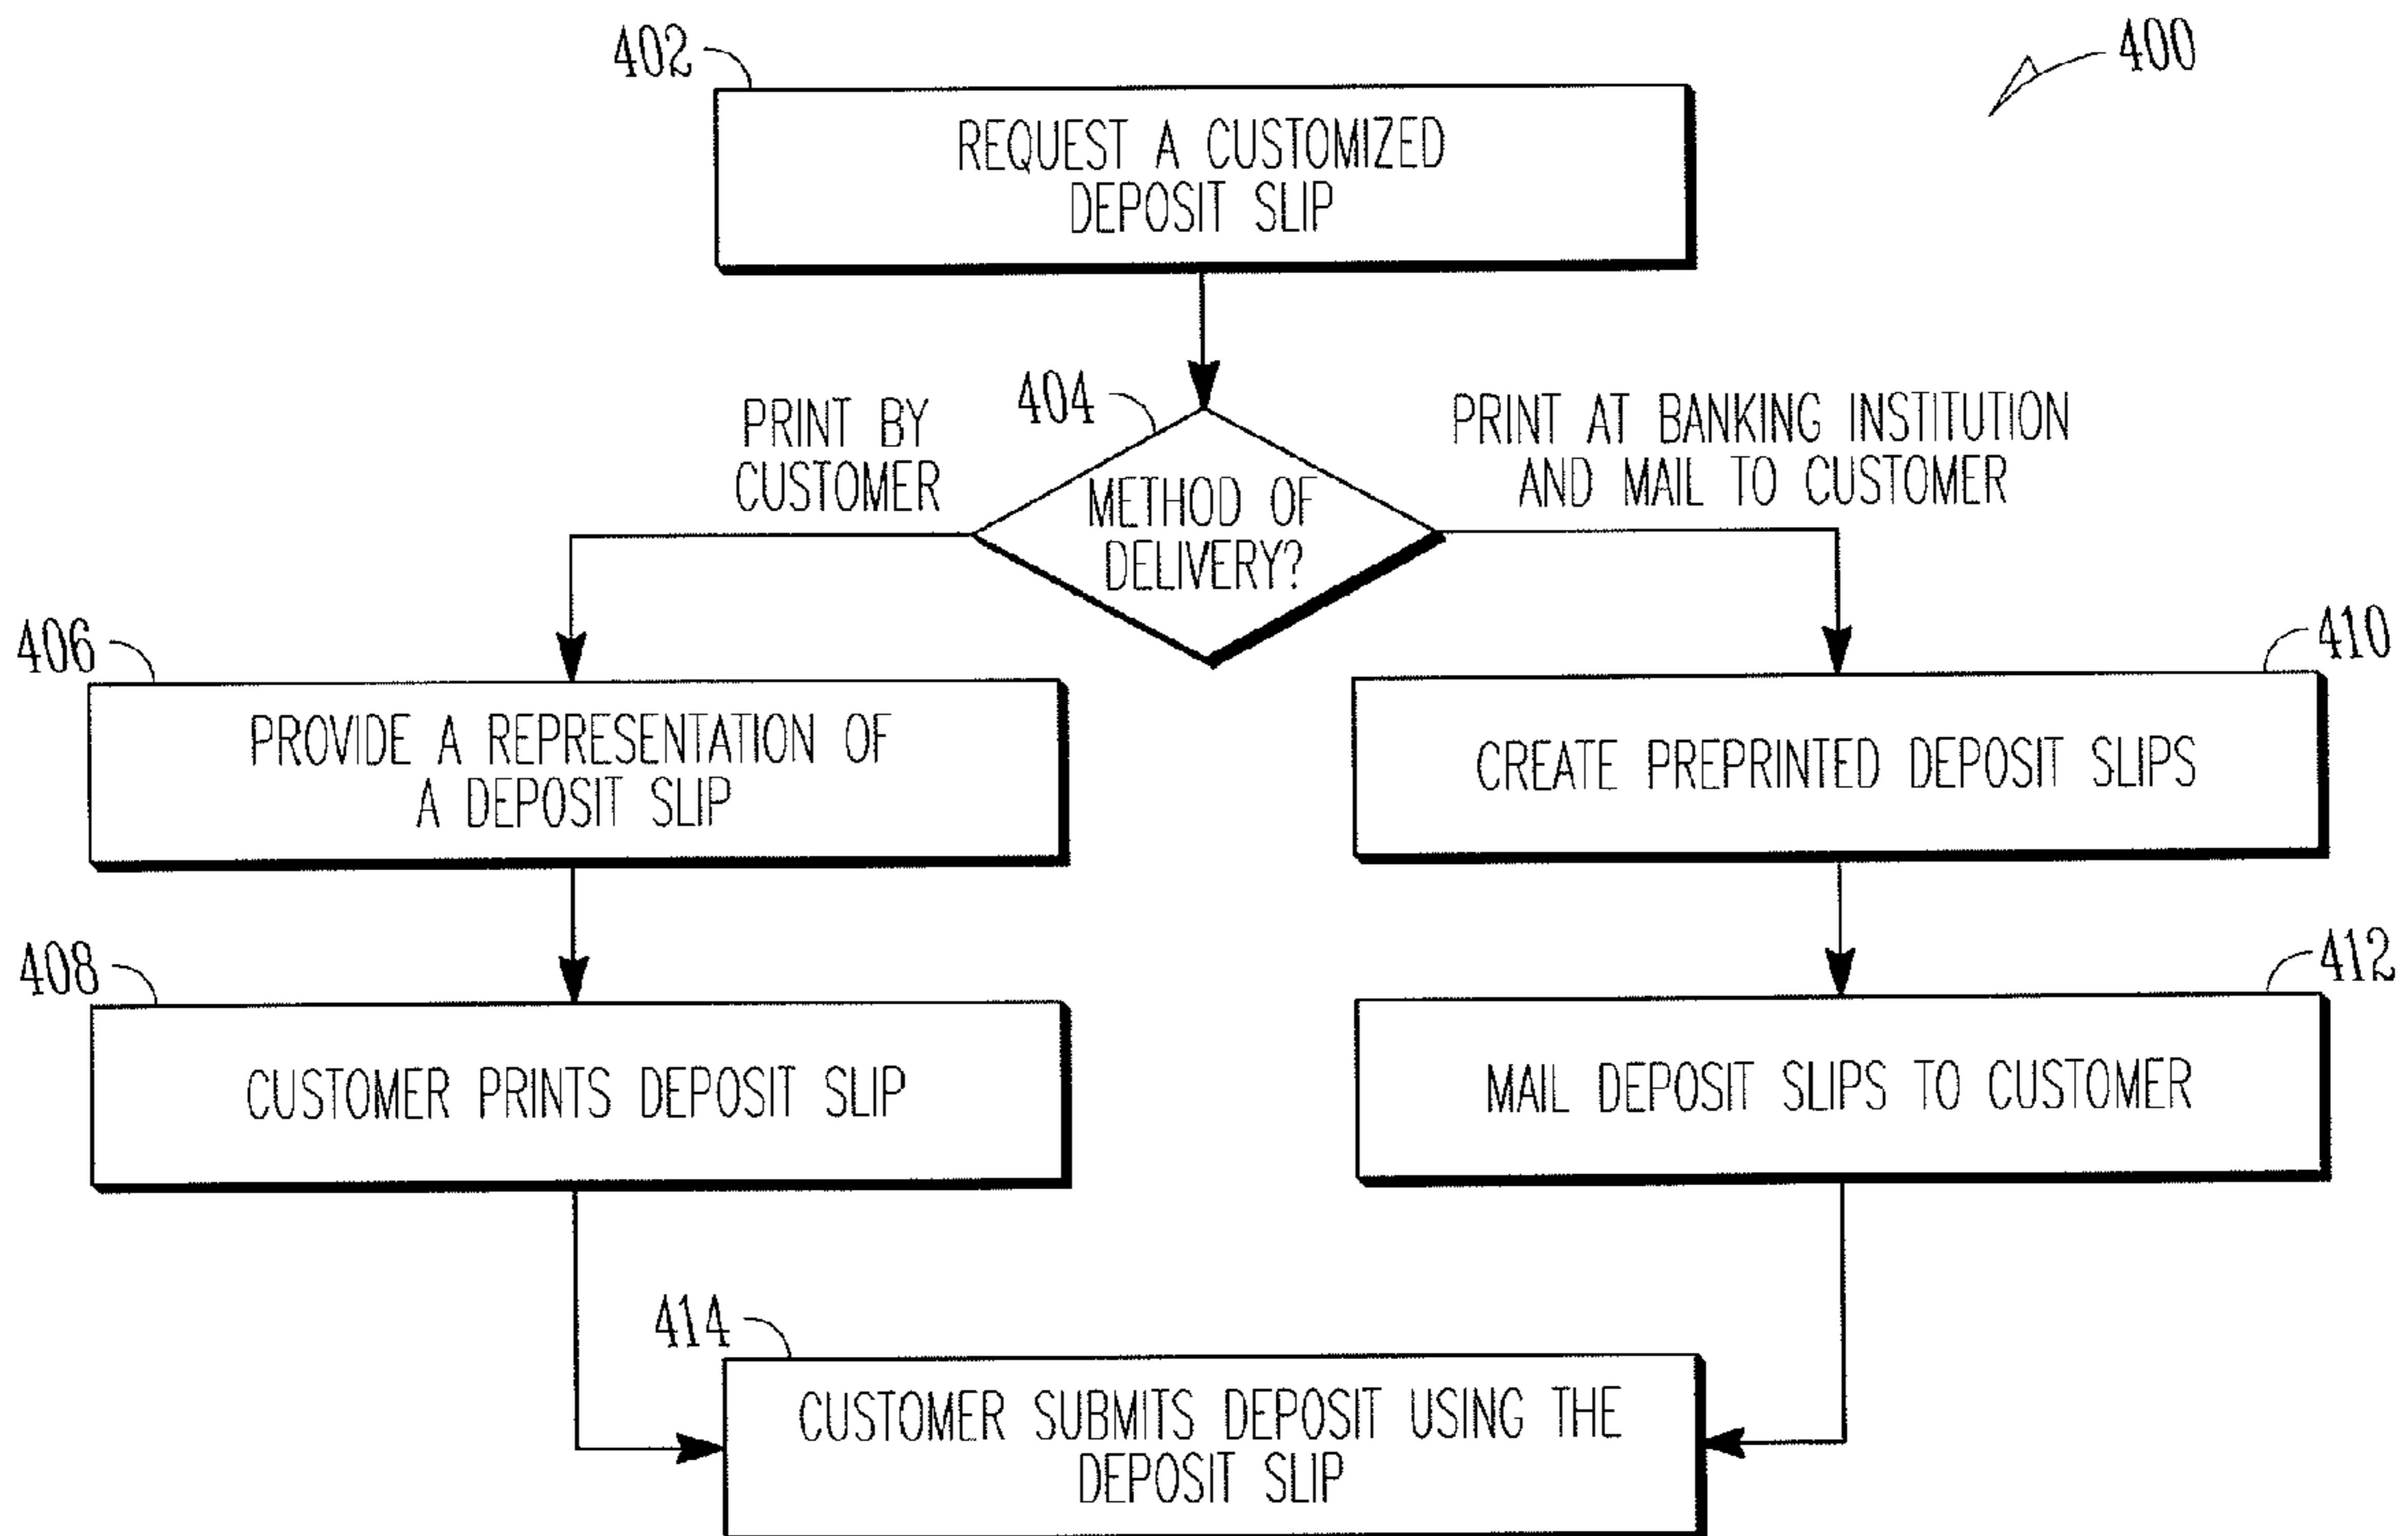 402
400
REQUEST A CUSTOMIZED
DEPOSIT SLIP
404
PRINT BY
CUSTOMER
METHOD OF
DELIVERY?
PRINT AT BANKING INSTITUTION
AND MAIL TO CUSTOMER
406
PROVIDE A REPRESENTATION OF
A DEPOSIT SLIP
410
CREATE PREPRINTED DEPOSIT SLIPS
408
CUSTOMER PRINTS DEPOSIT SLIP
412
MAIL DEPOSIT SLIPS TO CUSTOMER
414
CUSTOMER SUBMITS DEPOSIT USING THE
DEPOSIT SLIP